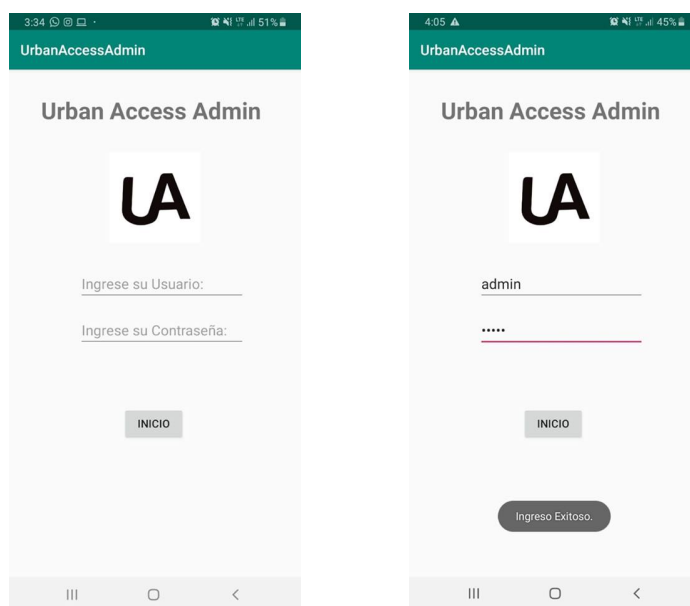 3:34 51%
UrbanAccessAdmin
Urban Access Admin
UA
Ingrese su Usuario:
Ingrese su Contraseña:
INICIO
4:05 45%
UrbanAccessAdmin
Urban Access Admin
UA
admin
•••••
INICIO
Ingreso Exitoso.